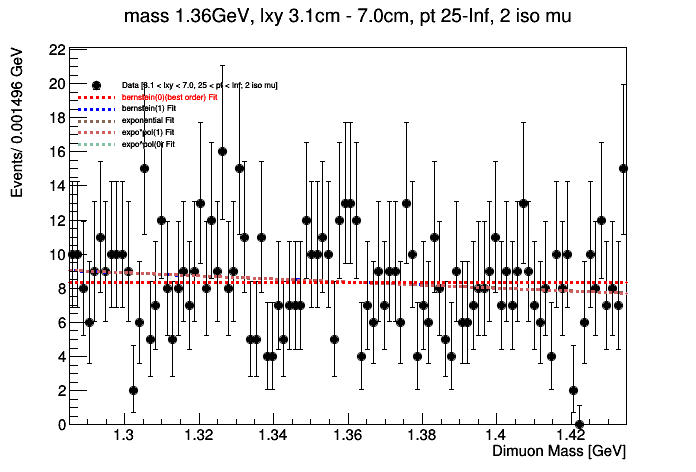 mass 1.36GeV, lxy 3.1cm - 7.0cm, pt 25-Inf, 2 iso mu
Events/ 0.001496 GeV
22
20
18
16
14
12
10
8
6
4
2
0
Data [3.1 < lxy < 7.0, 25 < pt < Inf, 2 iso mu]
bernstein(0)(best order) Fit
bernstein(1) Fit
exponential Fit
expo*pol(1) Fit
expo*pol(0) Fit
1.3 1.32 1.34 1.36 1.38 1.4 1.42
Dimuon Mass [GeV]